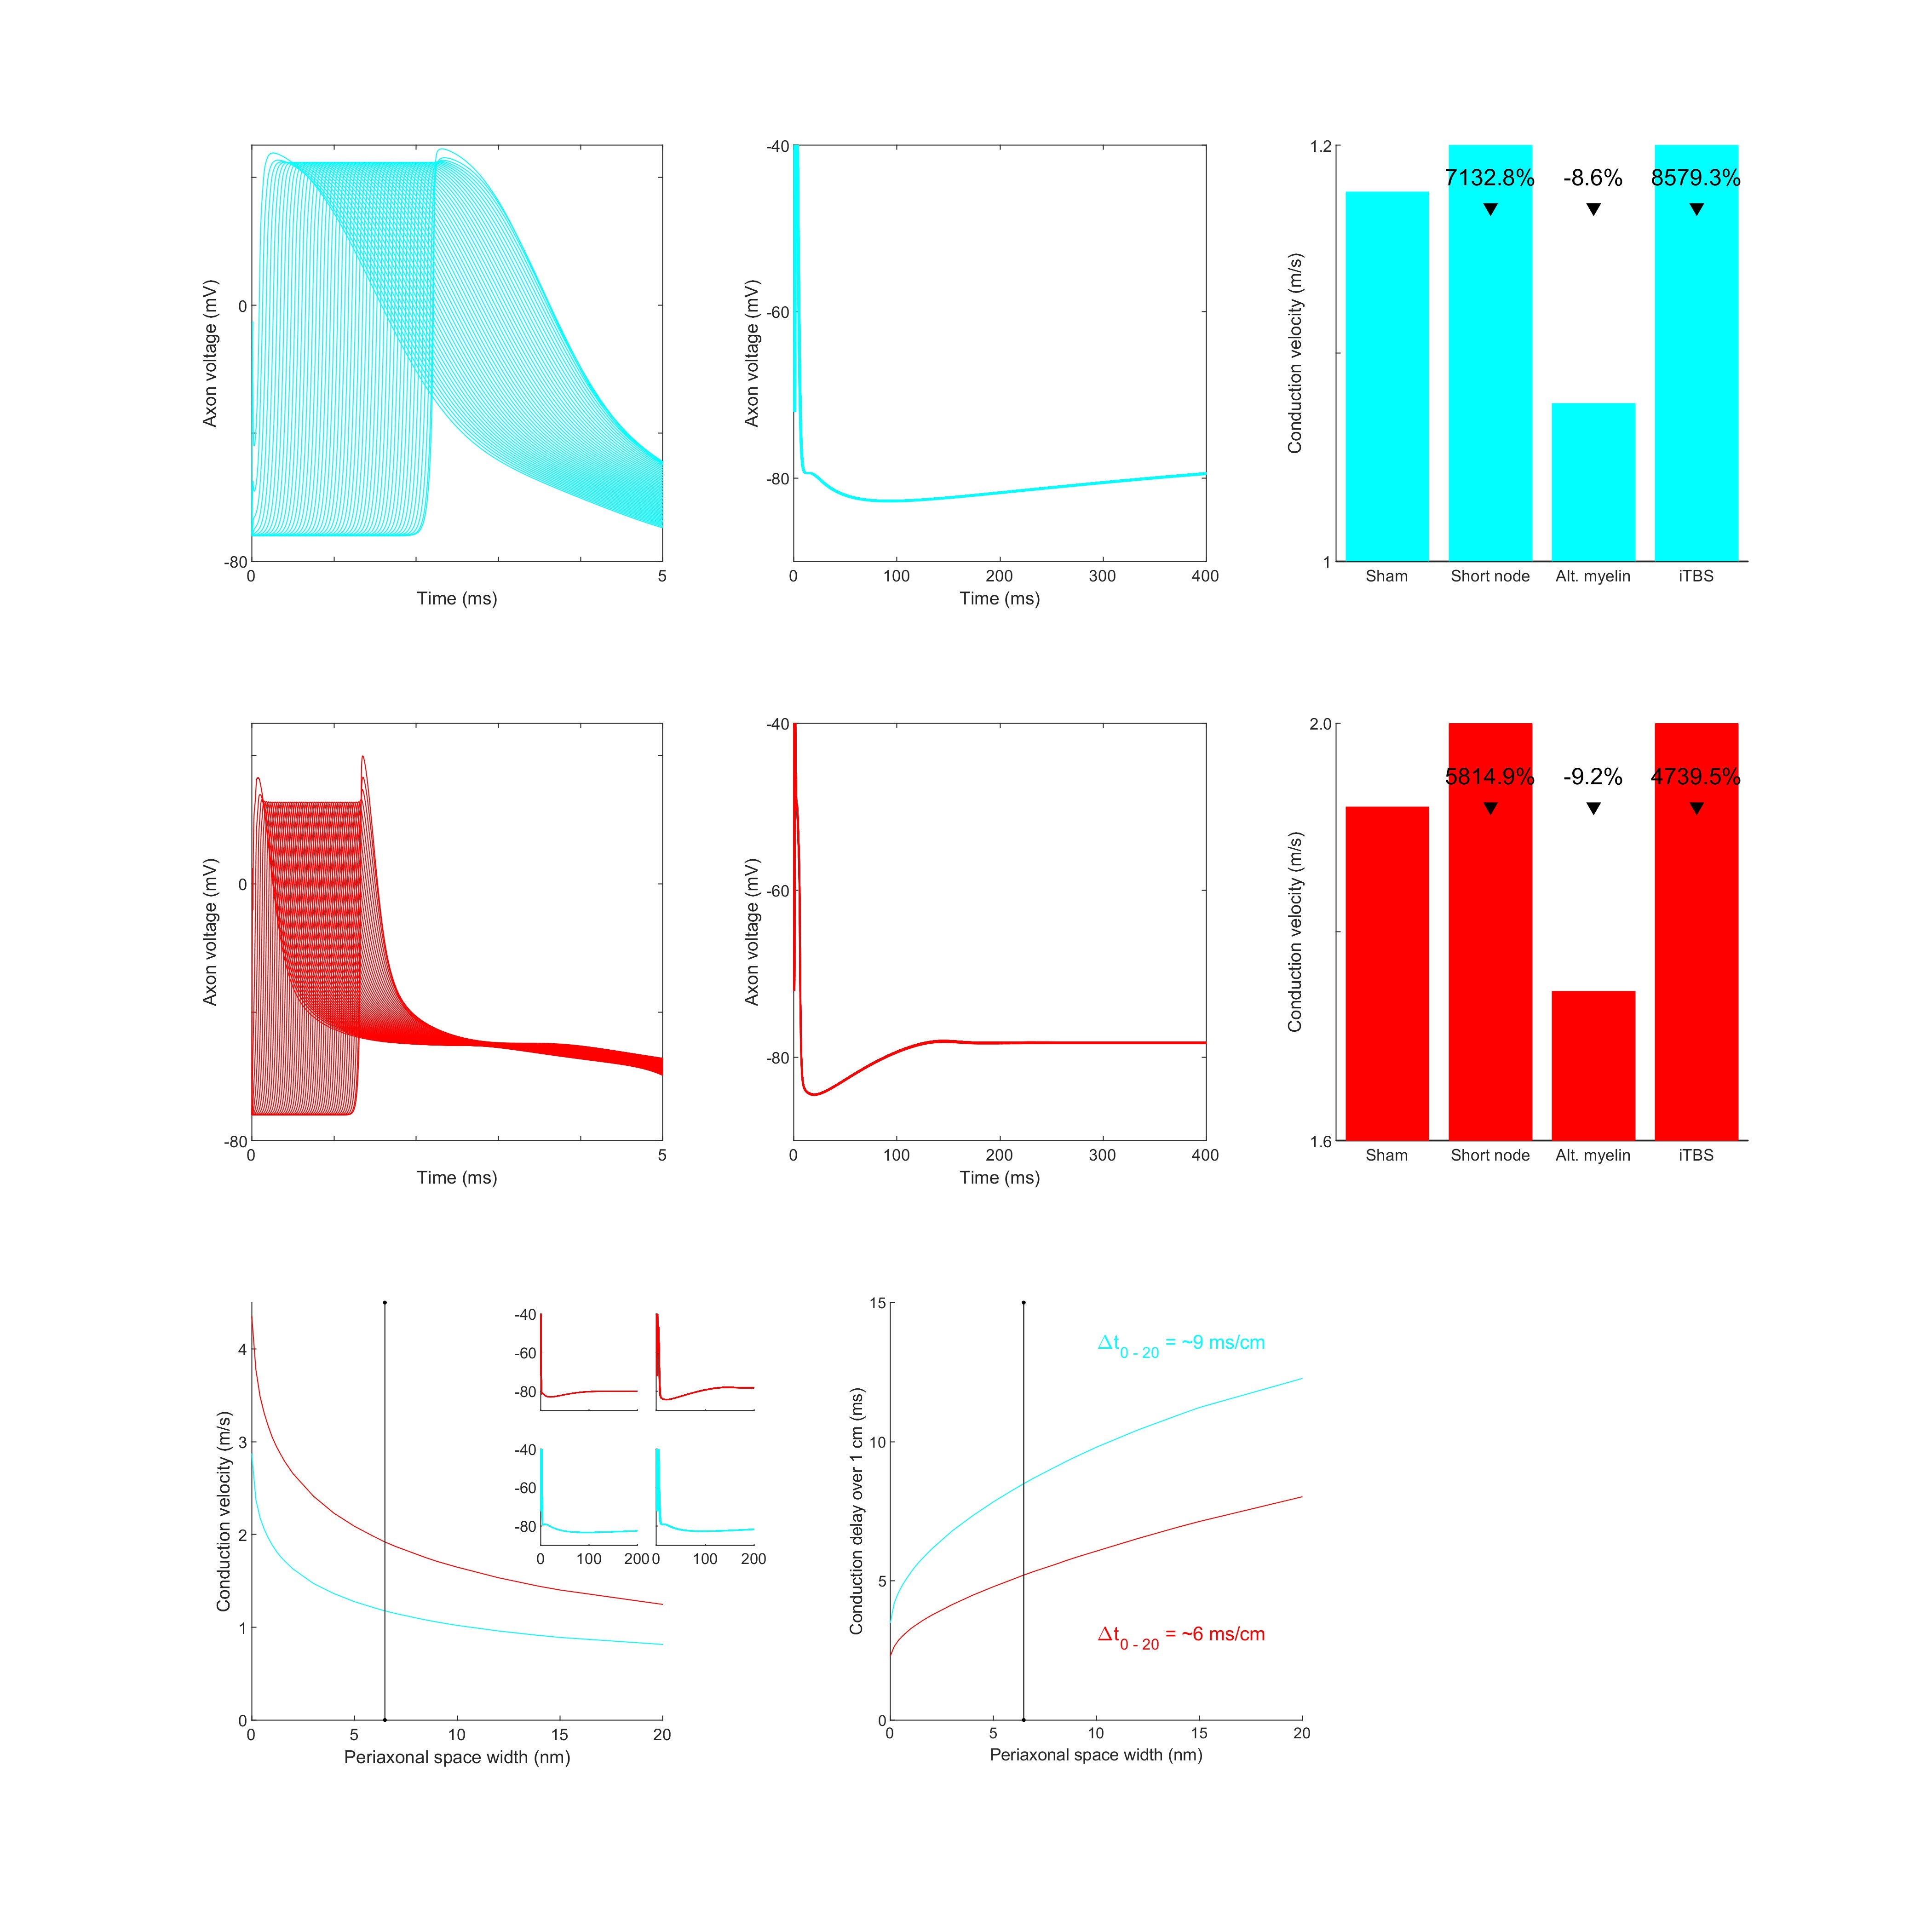 Axon voltage (mV)
0
-80
0
5
Time (ms)
Axon voltage (mV)
-40
-60
-80
0
100
200
300
400
Time (ms)
Conduction velocity (m/s)
1.2
1
7132.8%
-8.6%
8579.3%
Sham
Short node
Alt. myelin
iTBS
Axon voltage (mV)
0
-80
0
5
Time (ms)
Axon voltage (mV)
-40
-60
-80
0
100
200
300
400
Time (ms)
Conduction velocity (m/s)
2.0
1.6
5814.9%
-9.2%
4739.5%
Sham
Short node
Alt. myelin
iTBS
Conduction velocity (m/s)
4
3
2
1
0
0
5
10
15
20
Periaxonal space width (nm)
-40
-60
-80
-40
-60
-80
0
100
200
0
100
200
Conduction delay over 1 cm (ms)
15
10
5
0
0
5
10
15
20
Periaxonal space width (nm)
Δt0 - 20 = ~9 ms/cm
Δt0 - 20 = ~6 ms/cm